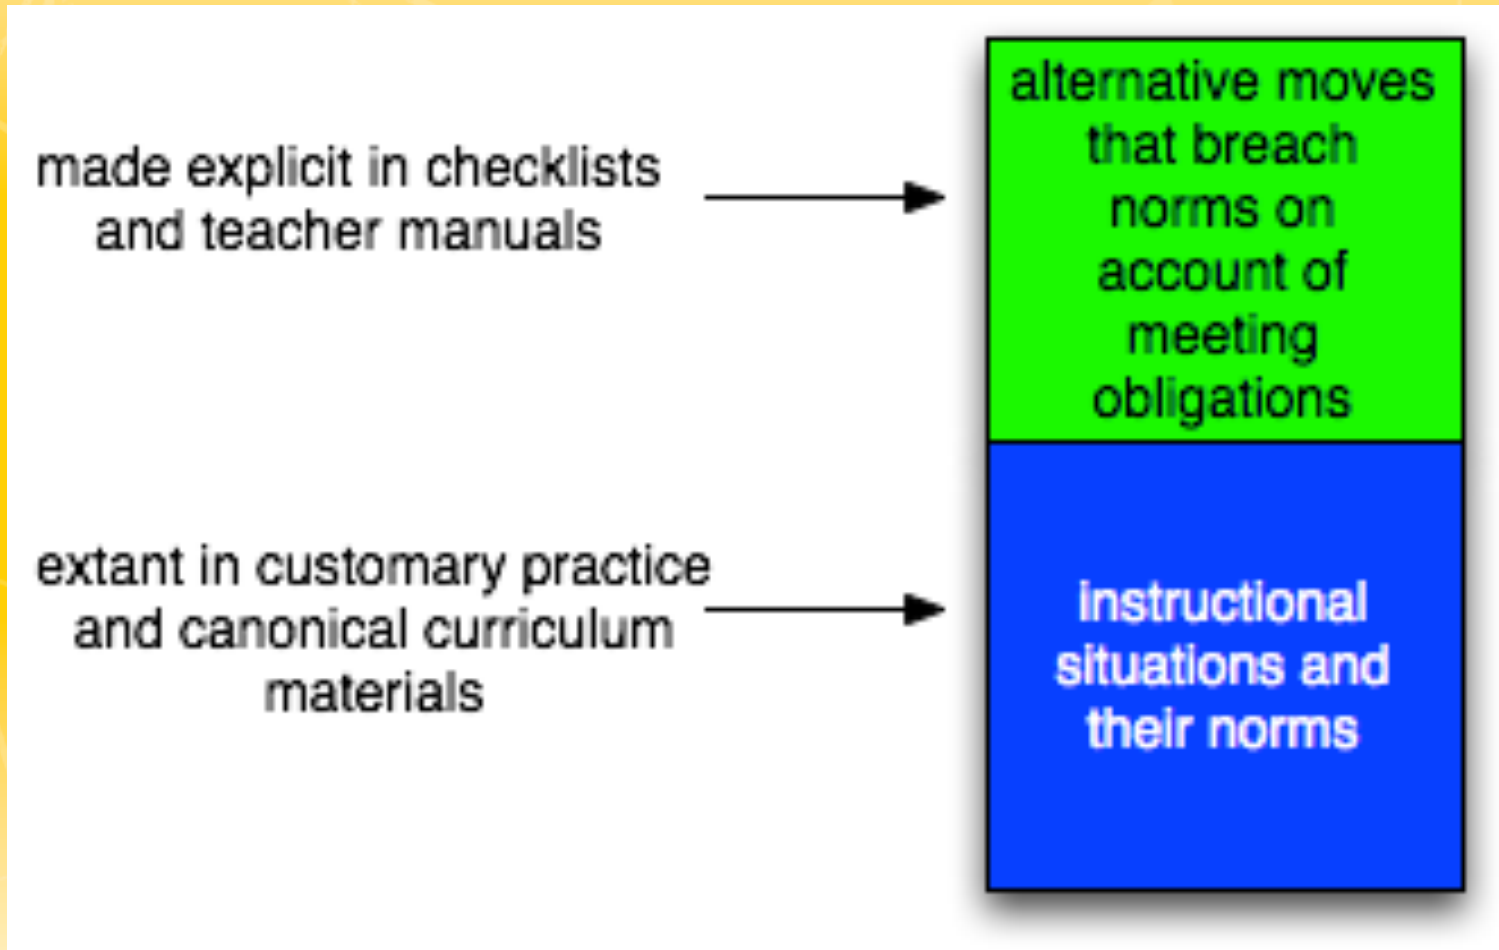 made explicit in checklists
and teacher manuals
alternative moves
that breach
norms on
account of
meeting
obligations
extant in customary practice
and canonical curriculum
materials
instructional
situations and
their norms